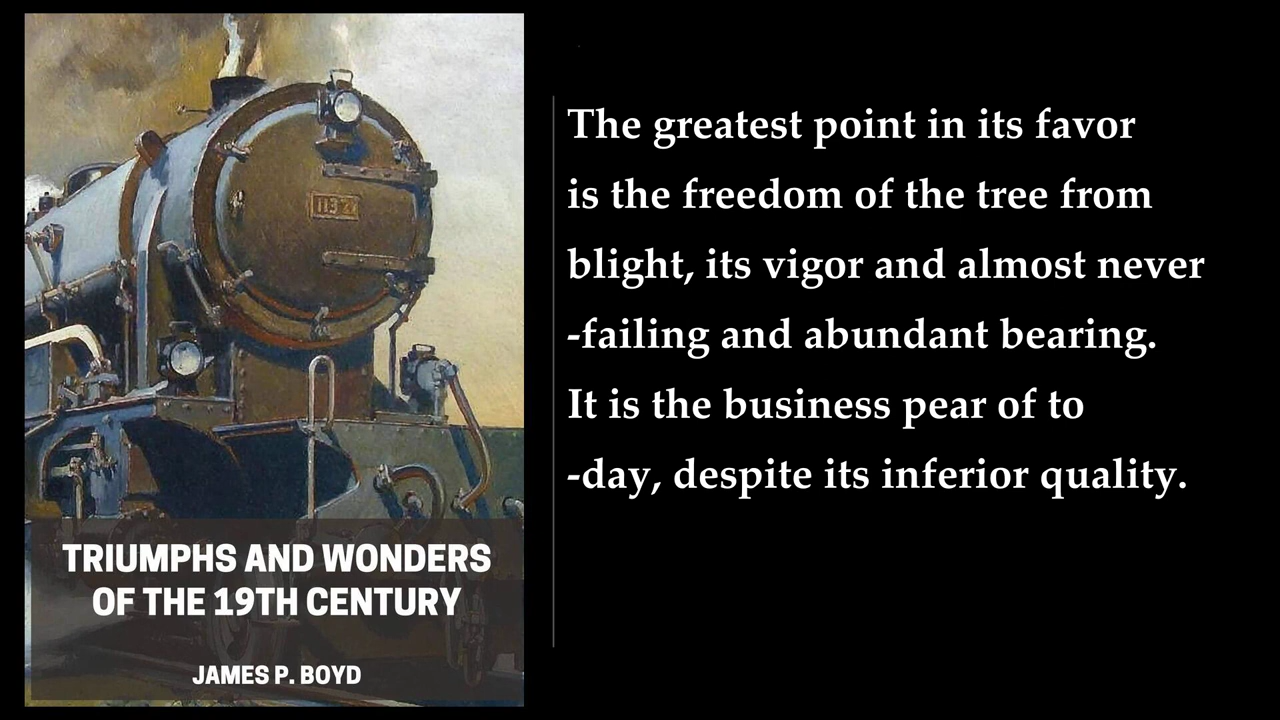 TRIUMPHS AND WONDERS
OF THE 19TH CENTURY
JAMES P. BOYD
The greatest point in its favor
is the freedom of the tree from
blight, its vigor and almost never
-failing and abundant bearing.
It is the business pear of to
-day, despite its inferior quality.